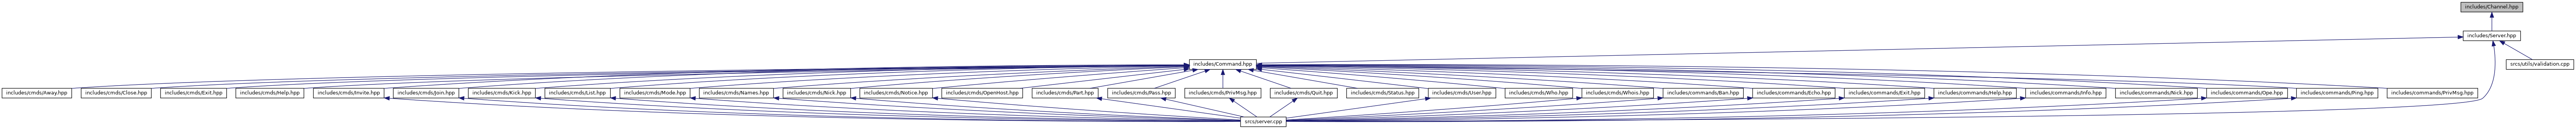 includes/Channel.hpp
includes/Server.hpp
includes/Command.hpp
srcs/utils/validation.cpp
includes/cmds/Away.hpp
includes/cmds/Close.hpp
includes/cmds/Exit.hpp
includes/cmds/Help.hpp
includes/cmds/Invite.hpp
includes/cmds/Join.hpp
includes/cmds/Kick.hpp
includes/cmds/List.hpp
includes/cmds/Mode.hpp
includes/cmds/Names.hpp
includes/cmds/Nick.hpp
includes/cmds/Notice.hpp
includes/cmds/OpenHost.hpp
includes/cmds/Part.hpp
includes/cmds/Pass.hpp
includes/cmds/PrivMsg.hpp
includes/cmds/Quit.hpp
includes/cmds/Status.hpp
includes/cmds/User.hpp
includes/cmds/Who.hpp
includes/cmds/Whois.hpp
includes/commands/Ban.hpp
includes/commands/Echo.hpp
includes/commands/Exit.hpp
includes/commands/Help.hpp
includes/commands/Info.hpp
includes/commands/Nick.hpp
includes/commands/Ope.hpp
includes/commands/Ping.hpp
includes/commands/PrivMsg.hpp
srcs/server.cpp